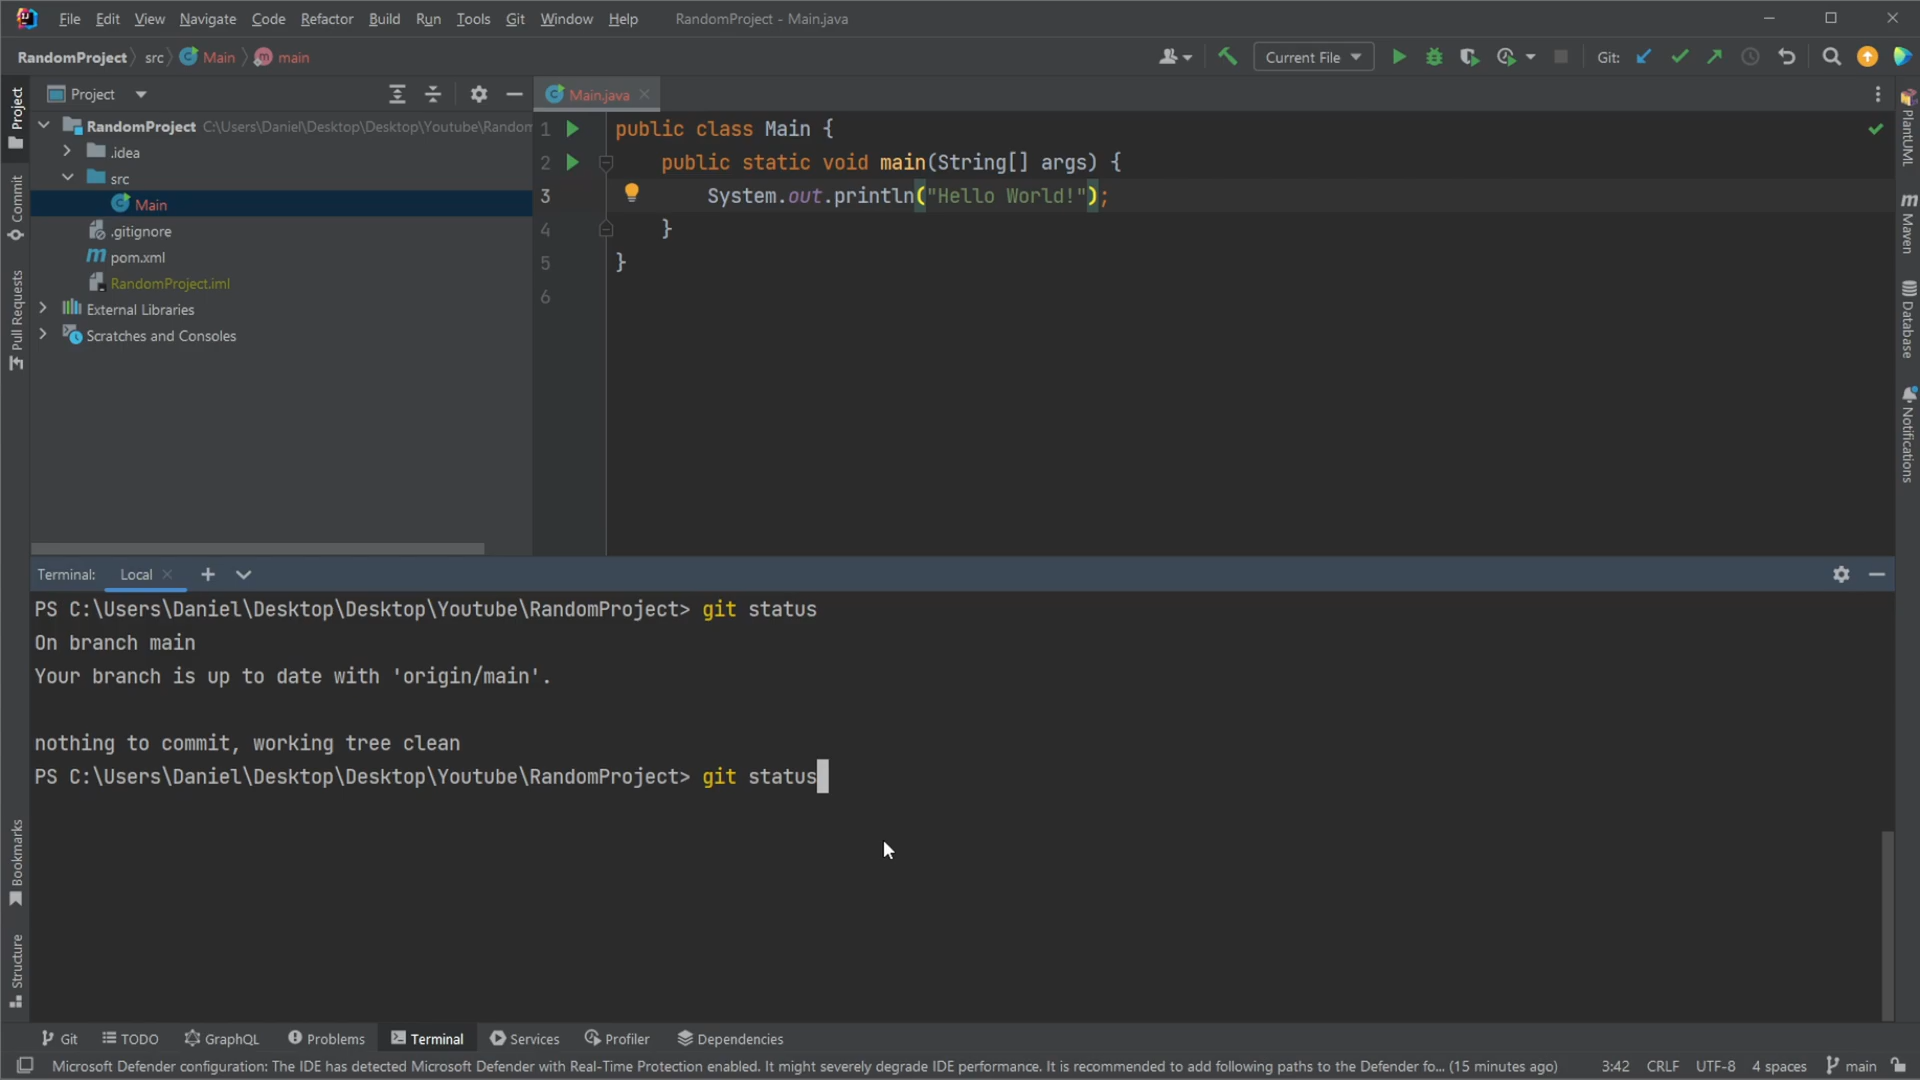 File Edit View Navigate Code Refactor Build Run Tools Git Window Help RandomProject - Main.java
RandomProject src Main main Current File Git:
Project
Main.java
RandomProject C:\Users\Daniel\Desktop\Desktop\Youtube\Random
.idea
src
Main
.gitignore
pom.xml
RandomProject.iml
External Libraries
Scratches and Consoles
1 public class Main {
2 public static void main(String[] args) {
3 System.out.println("Hello World!");
4 }
5 }
6
Project
Commit
Pull Requests
Bookmarks
Structure
PlantUML
Maven
Database
Notifications
Terminal: Local
PS C:\Users\Daniel\Desktop\Desktop\Youtube\RandomProject> git status
On branch main
Your branch is up to date with 'origin/main'.
nothing to commit, working tree clean
PS C:\Users\Daniel\Desktop\Desktop\Youtube\RandomProject> git status
Git TODO GraphQL Problems Terminal Services Profiler Dependencies
Microsoft Defender configuration: The IDE has detected Microsoft Defender with Real-Time Protection enabled. It might severely degrade IDE performance. It is recommended to add following paths to the Defender fo... (15 minutes ago) 3:42 CRLF UTF-8 4 spaces main